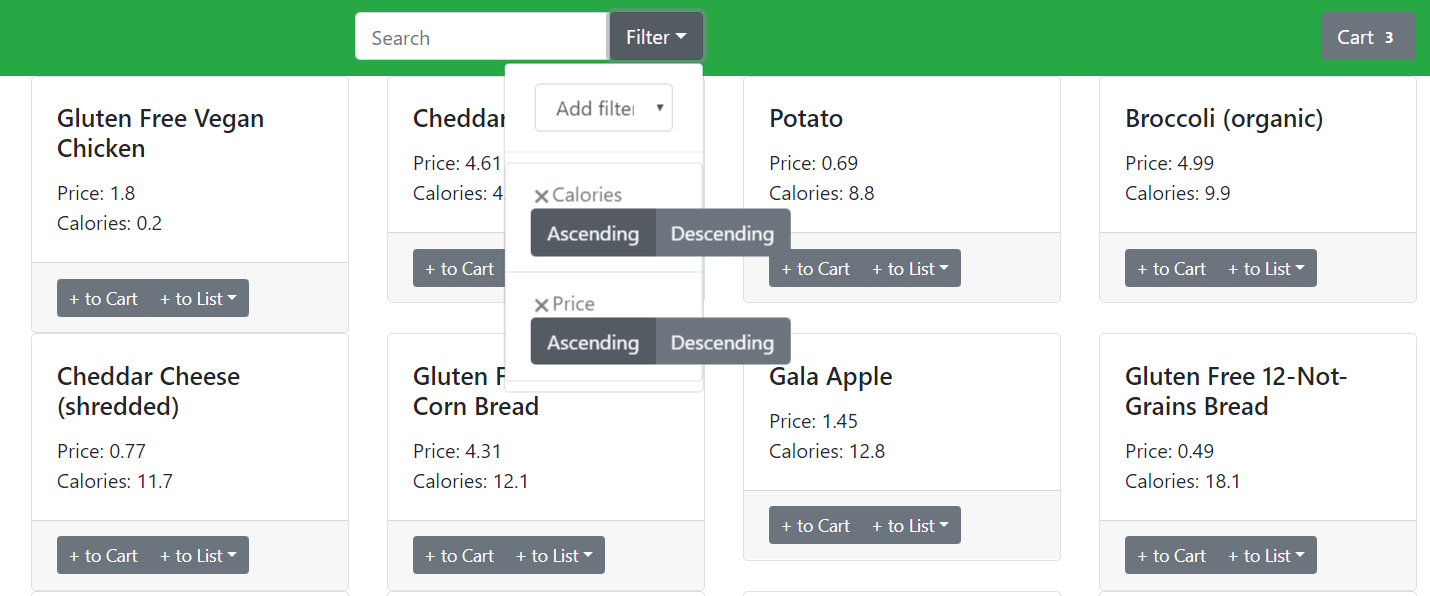 Search
Filter
Cart 3
Add filter
Calories
Ascending Descending
Price
Ascending Descending
Gluten Free Vegan
Chicken
Price: 1.8
Calories: 0.2
+ to Cart + to List
Cheddar
Price: 4.61
Calories: 4.
+ to Cart
Potato
Price: 0.69
Calories: 8.8
+ to Cart + to List
Broccoli (organic)
Price: 4.99
Calories: 9.9
+ to Cart + to List
Cheddar Cheese
(shredded)
Price: 0.77
Calories: 11.7
+ to Cart + to List
Gluten F
Corn Bread
Price: 4.31
Calories: 12.1
+ to Cart + to List
Gala Apple
Price: 1.45
Calories: 12.8
+ to Cart + to List
Gluten Free 12-Not-
Grains Bread
Price: 0.49
Calories: 18.1
+ to Cart + to List